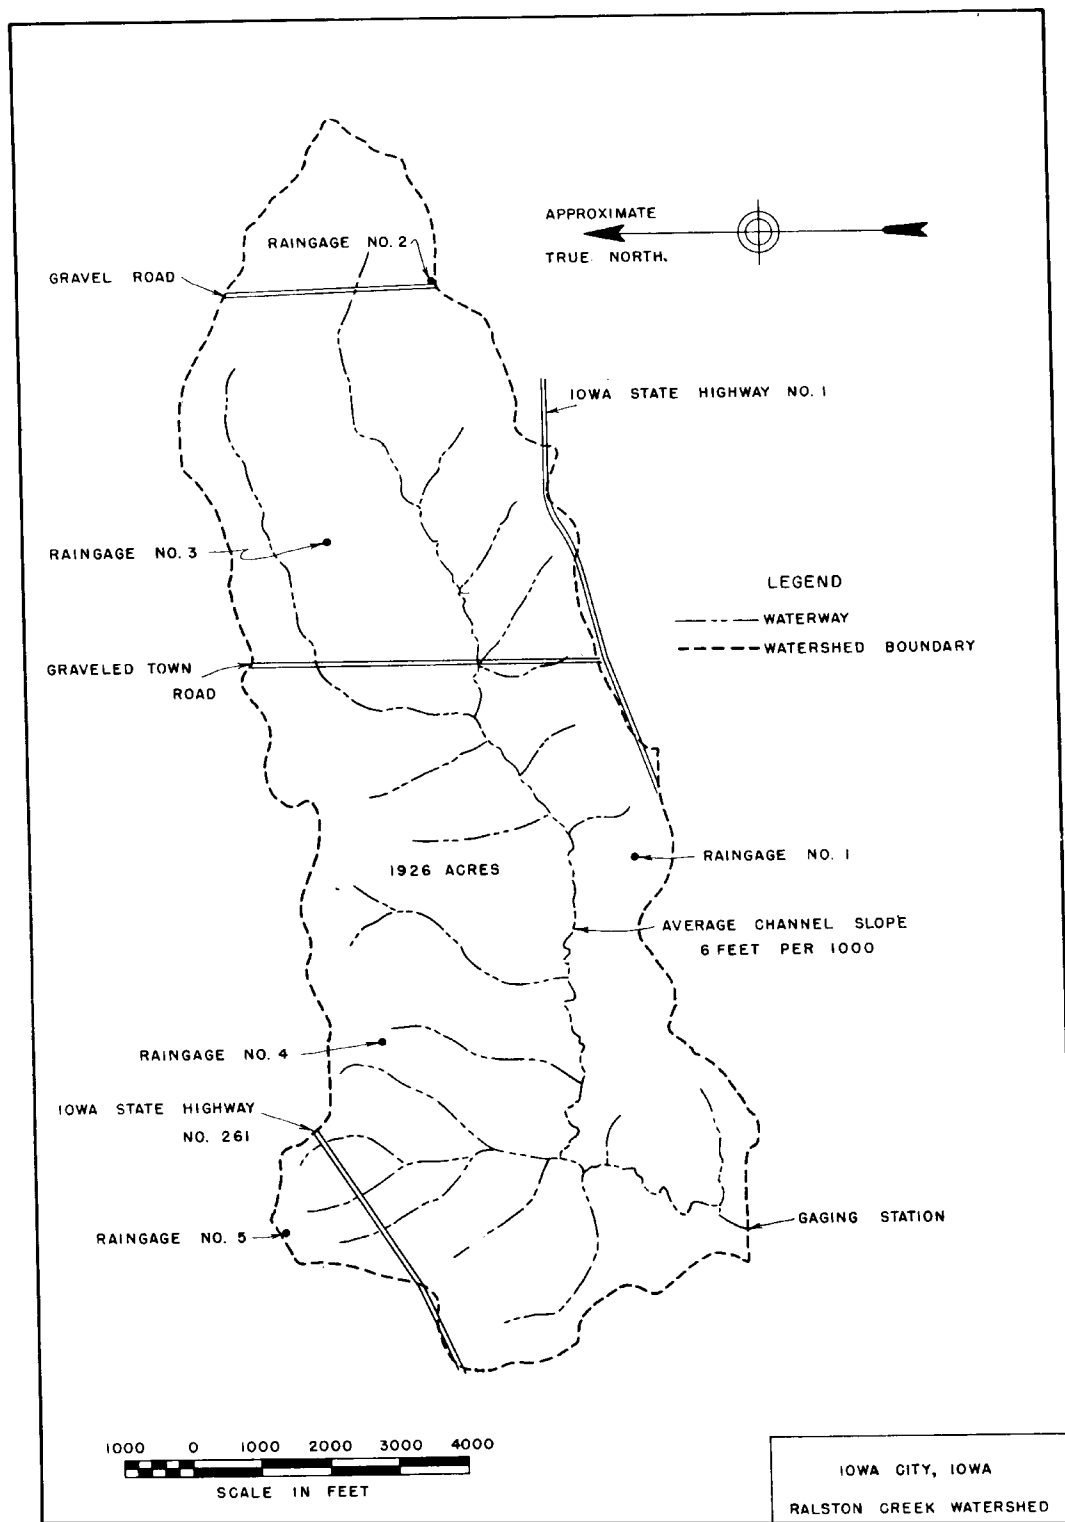 APPROXIMATE
TRUE NORTH.
RAINGAGE NO. 2
GRAVEL ROAD
IOWA STATE HIGHWAY NO. 1
RAINGAGE NO. 3
LEGEND
WATERWAY
WATERSHED BOUNDARY
GRAVELED TOWN
ROAD
RAINGAGE NO. 1
1926 ACRES
AVERAGE CHANNEL SLOPE
6 FEET PER 1000
RAINGAGE NO. 4
IOWA STATE HIGHWAY
NO. 261
GAGING STATION
RAINGAGE NO. 5
1000 0 1000 2000 3000 4000
SCALE IN FEET
IOWA CITY, IOWA
RALSTON CREEK WATERSHED